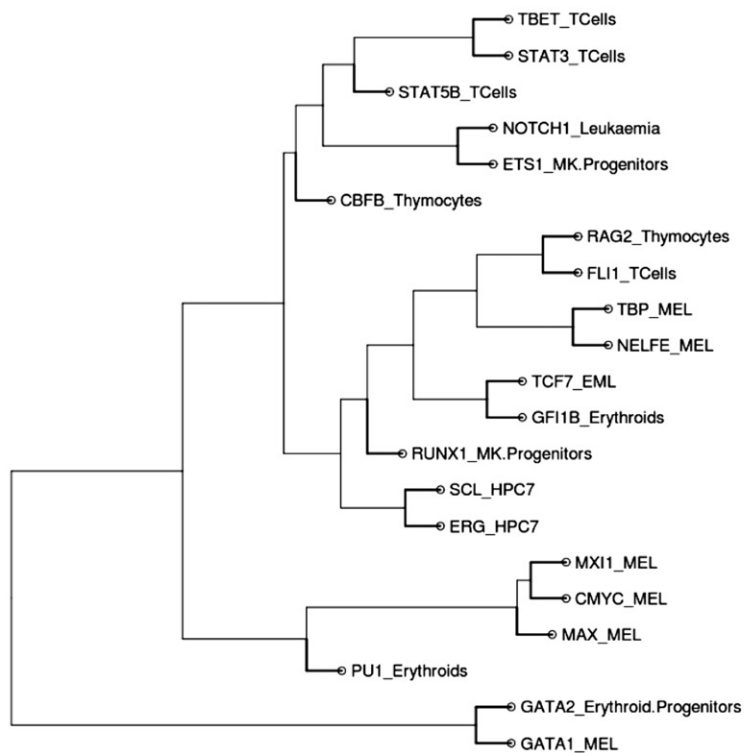 TBET_TCells
STAT3_TCells
STAT5B_TCells
NOTCH1_Leukaemia
ETS1_MK.Progenitors
CBFB_Thymocytes
RAG2_Thymocytes
FLI1_TCells
TBP_MEL
NELFE_MEL
TCF7_EML
GFI1B_Erythroids
RUNX1_MK.Progenitors
SCL_HPC7
ERG_HPC7
MXI1_MEL
CMYC_MEL
MAX_MEL
PU1_Erythroids
GATA2_Erythroid.Progenitors
GATA1_MEL